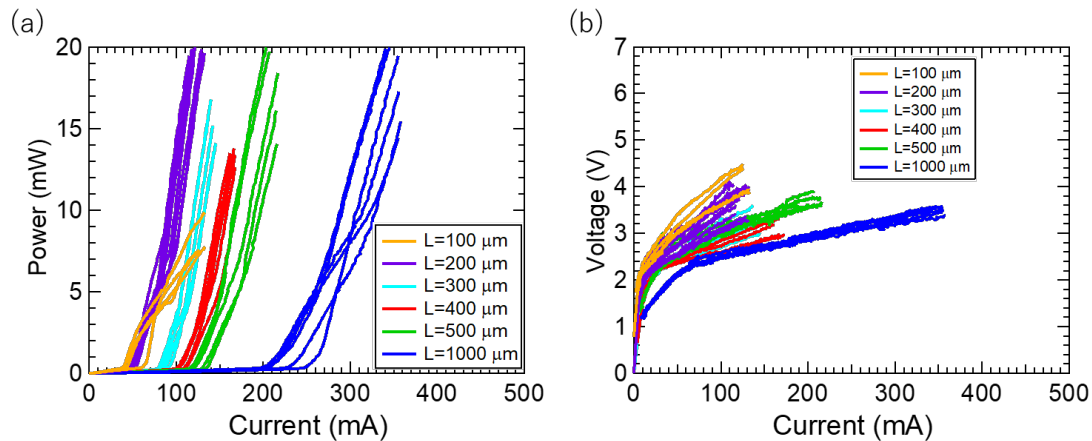 (a)
20
15
10
5
0
Power (mW)
L=100 μm
L=200 μm
L=300 μm
L=400 μm
L=500 μm
L=1000 μm
0 100 200 300 400 500
Current (mA)
(b)
7
6
5
4
3
2
1
0
Voltage (V)
L=100 μm
L=200 μm
L=300 μm
L=400 μm
L=500 μm
L=1000 μm
0 100 200 300 400 500
Current (mA)